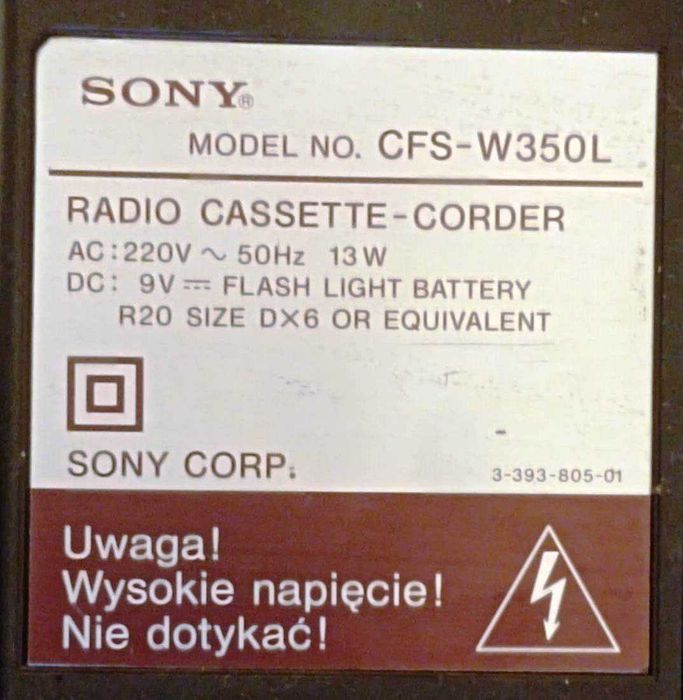 SONY®
MODEL NO. CFS-W350L
RADIO CASSETTE-CORDER
AC: 220V ~ 50Hz 13W
DC: 9V ⎓ FLASH LIGHT BATTERY
R20 SIZE D×6 OR EQUIVALENT
SONY CORP.
3-393-805-01
Uwaga!
Wysokie napięcie!
Nie dotykać!